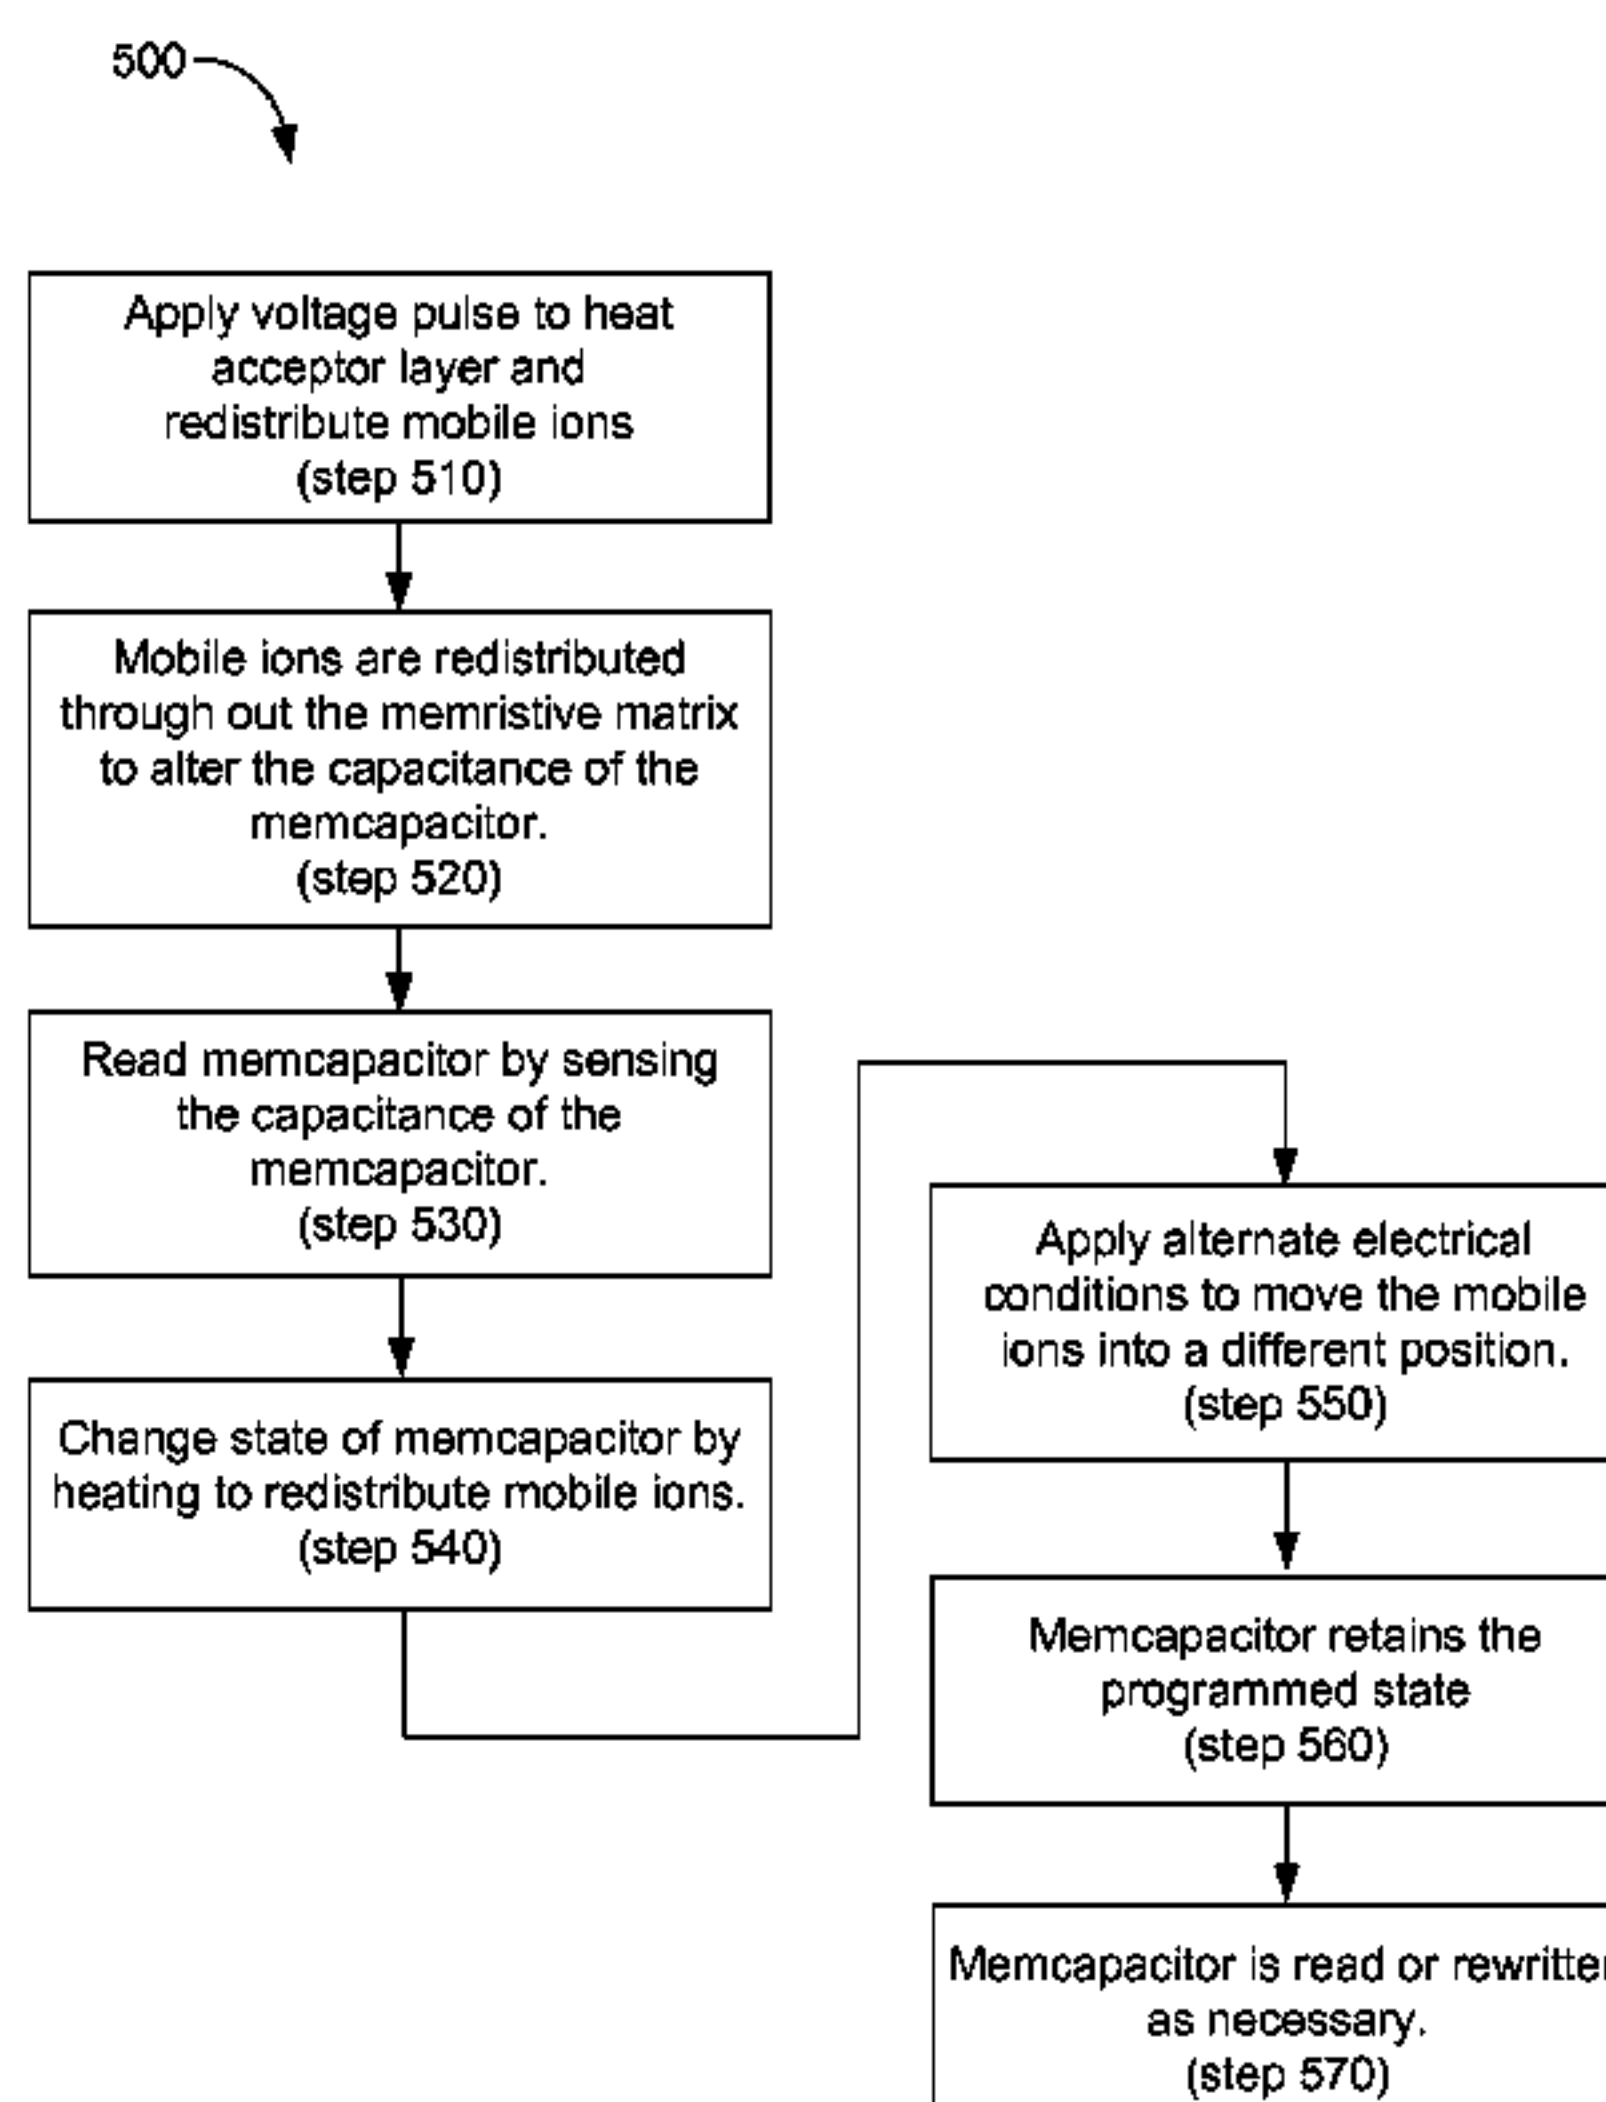 500
Apply voltage pulse to heat
acceptor layer and
redistribute mobile ions
(step 510)
Mobile ions are redistributed
through out the memristive matrix
to alter the capacitance of the
memcapacitor.
(step 520)
Read memcapacitor by sensing
the capacitance of the
memcapacitor.
(step 530)
Change state of memcapacitor by
heating to redistribute mobile ions.
(step 540)
Apply alternate electrical
conditions to move the mobile
ions into a different position.
(step 550)
Memcapacitor retains the
programmed state
(step 560)
Memcapacitor is read or rewritten
as necessary.
(step 570)